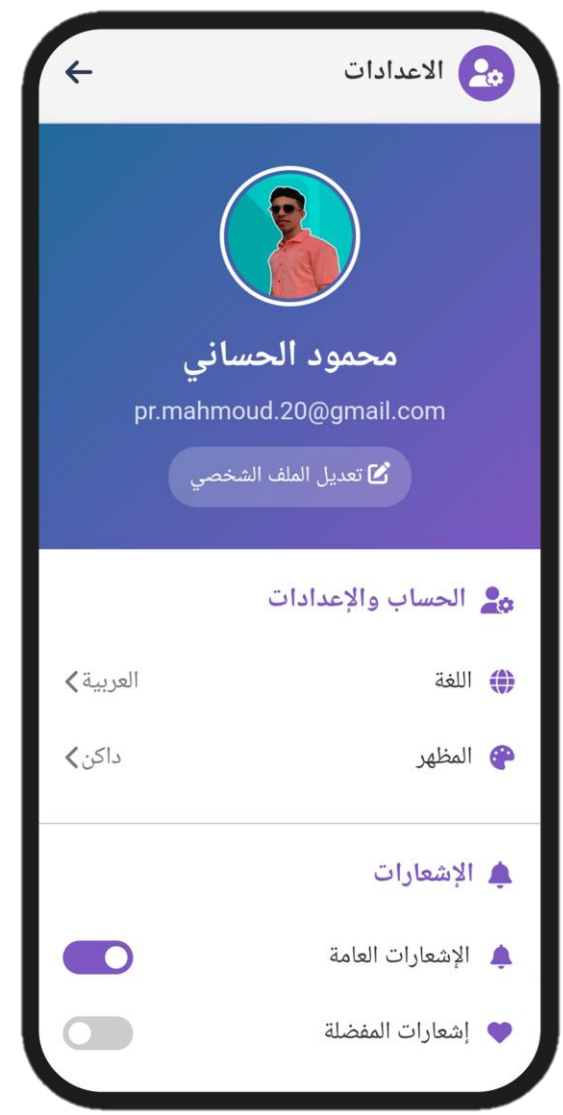 الاعدادات
محمود الحساني
pr.mahmoud.20@gmail.com
تعديل الملف الشخصي
الحساب والإعدادات
اللغة العربية
المظهر داكن
الإشعارات
الإشعارات العامة
إشعارات المفضلة